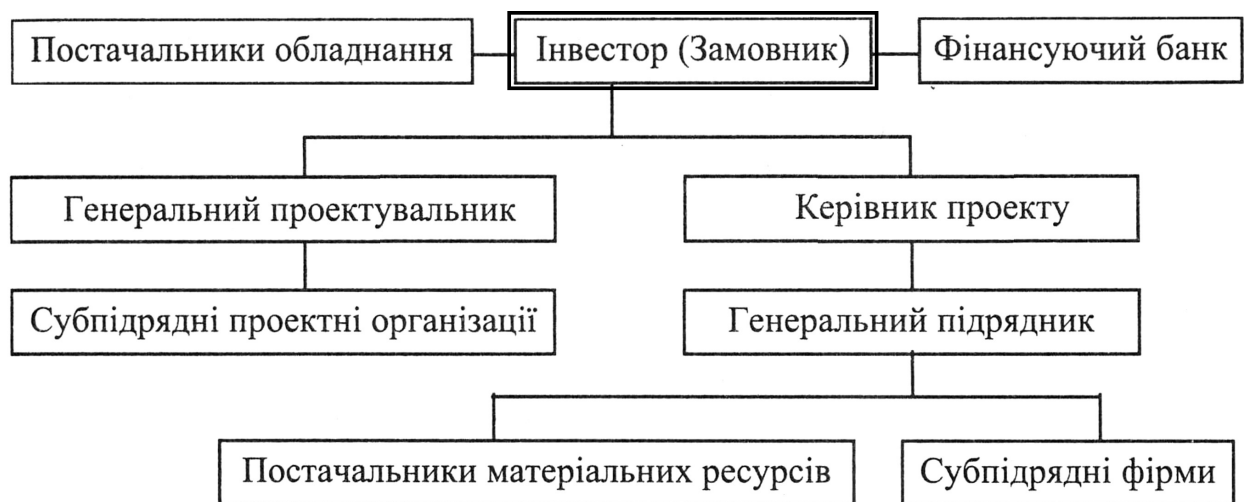 Постачальники обладнання
Інвестор (Замовник)
Фінансуючий банк
Генеральний проектувальник
Керівник проекту
Субпідрядні проектні організації
Генеральний підрядник
Постачальники матеріальних ресурсів
Субпідрядні фірми